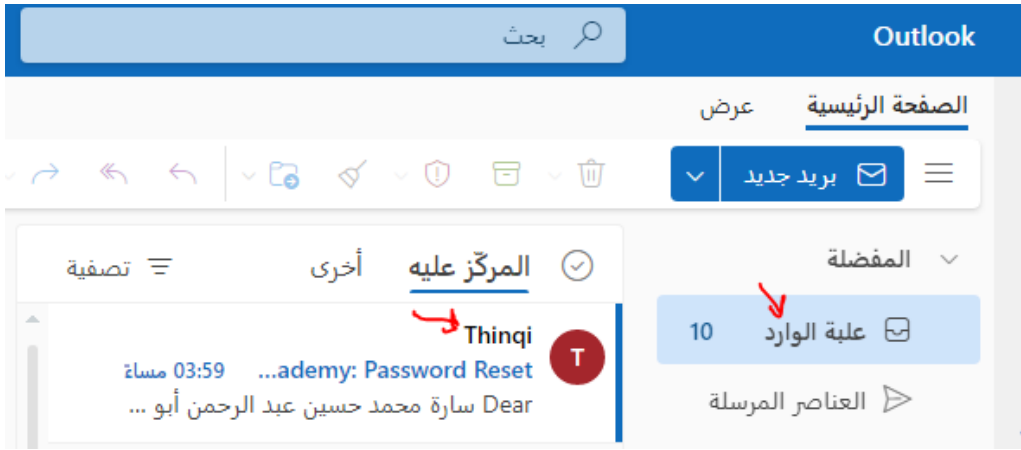 Outlook
بحث
الصفحة الرئيسية
عرض
بريد جديد
المفضلة
علبة الوارد
10
العناصر المرسلة
المركّز عليه
أخرى
تصفية
T
Thinqi
...ademy: Password Reset
03:59 مساءً
Dear سارة محمد حسين عبد الرحمن أبو ...